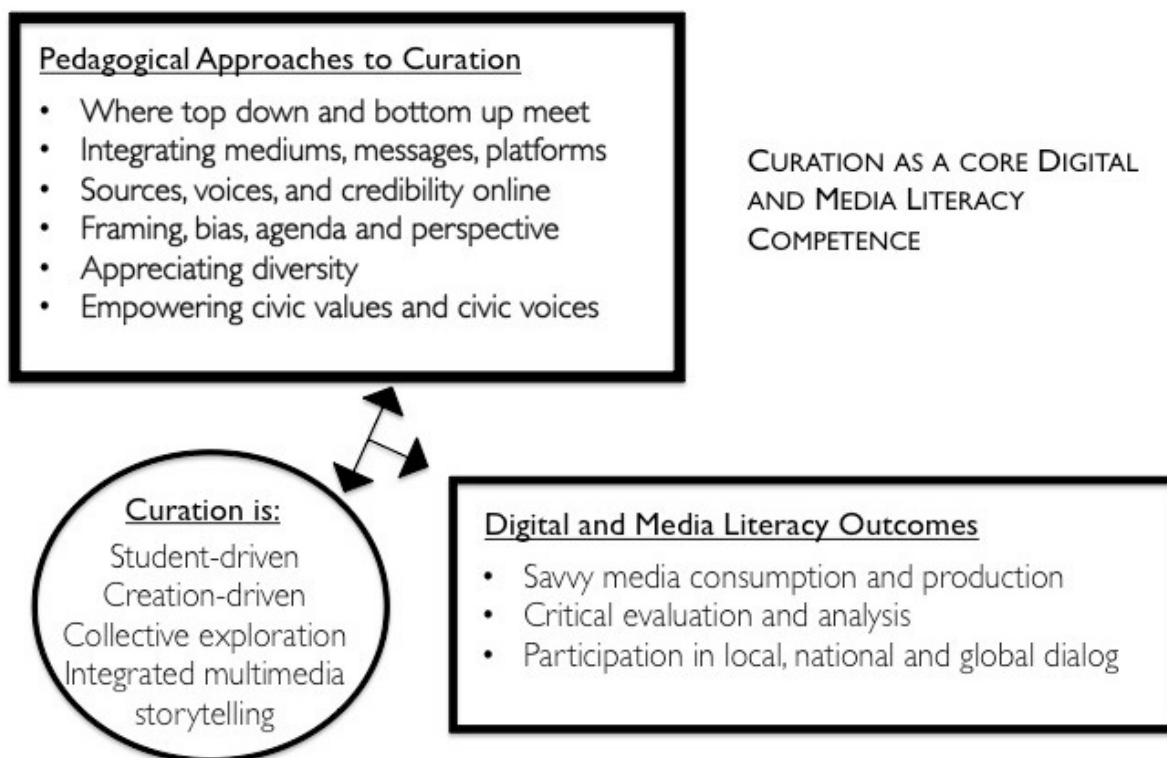 Pedagogical Approaches to Curation
• Where top down and bottom up meet
• Integrating mediums, messages, platforms
• Sources, voices, and credibility online
• Framing, bias, agenda and perspective
• Appreciating diversity
• Empowering civic values and civic voices
CURATION AS A CORE DIGITAL
AND MEDIA LITERACY
COMPETENCE
Curation is:
Student-driven
Creation-driven
Collective exploration
Integrated multimedia
storytelling
Digital and Media Literacy Outcomes
• Savvy media consumption and production
• Critical evaluation and analysis
• Participation in local, national and global dialog